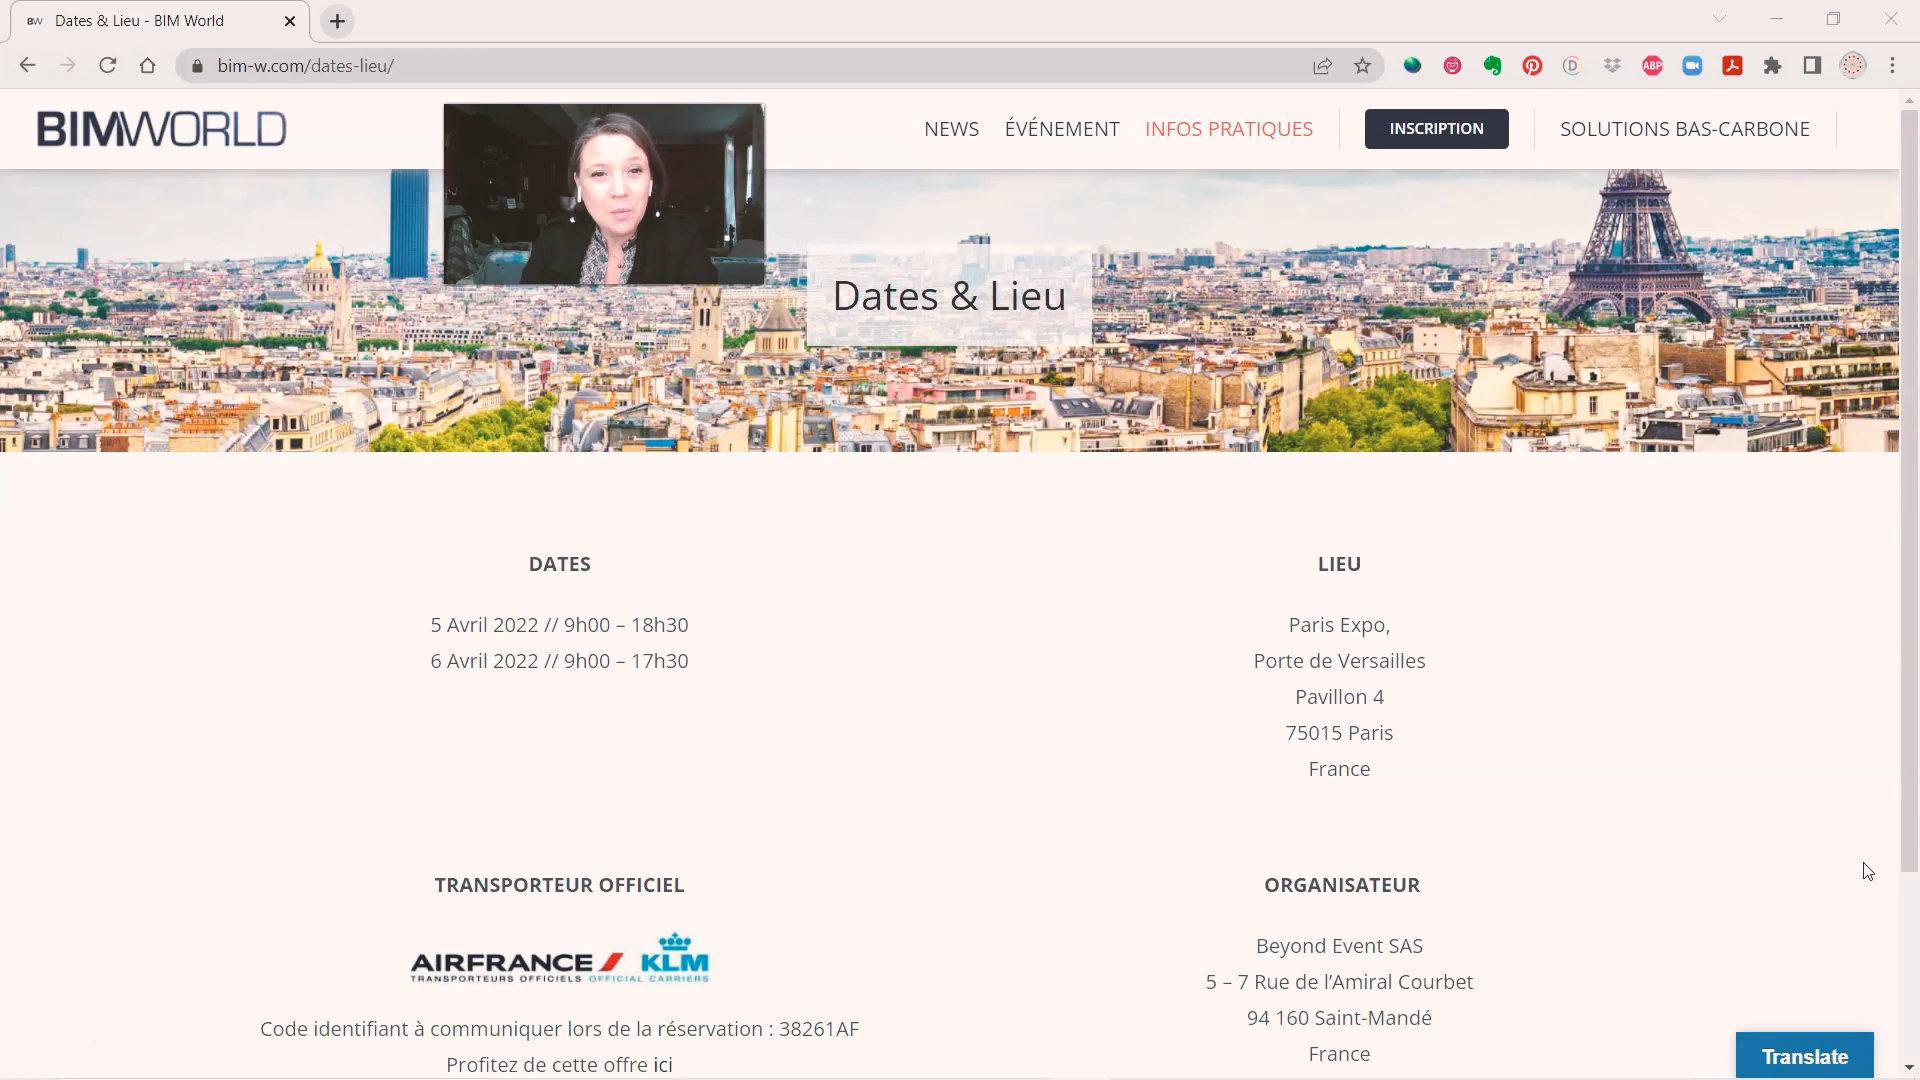 BW Dates & Lieu - BIM World
bim-w.com/dates-lieu/
ABP
BIMWORLD
NEWS ÉVÉNEMENT INFOS PRATIQUES INSCRIPTION SOLUTIONS BAS-CARBONE
Dates & Lieu
DATES
5 Avril 2022 // 9h00 – 18h30
6 Avril 2022 // 9h00 – 17h30
LIEU
Paris Expo,
Porte de Versailles
Pavillon 4
75015 Paris
France
TRANSPORTEUR OFFICIEL
AIRFRANCE KLM
TRANSPORTEURS OFFICIELS OFFICIAL CARRIERS
Code identifiant à communiquer lors de la réservation : 38261AF
Profitez de cette offre ici
ORGANISATEUR
Beyond Event SAS
5 – 7 Rue de l’Amiral Courbet
94 160 Saint-Mandé
France
Translate